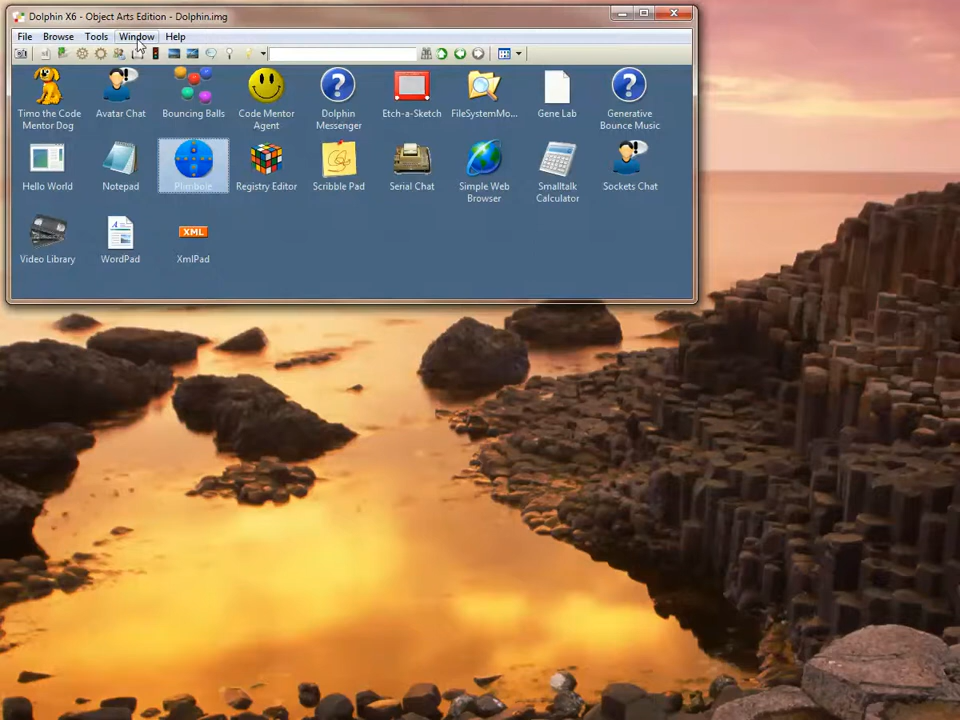 Dolphin X6 - Object Arts Edition - Dolphin.img
File Browse Tools Window Help
Timo the Code Mentor Dog
Avatar Chat
Bouncing Balls
Code Mentor Agent
Dolphin Messenger
Etch-a-Sketch
FileSystemMo...
Gene Lab
Generative Bounce Music
Hello World
Notepad
Registry Editor
Scribble Pad
Serial Chat
Simple Web Browser
Smalltalk Calculator
Sockets Chat
Video Library
WordPad
XML
XmlPad